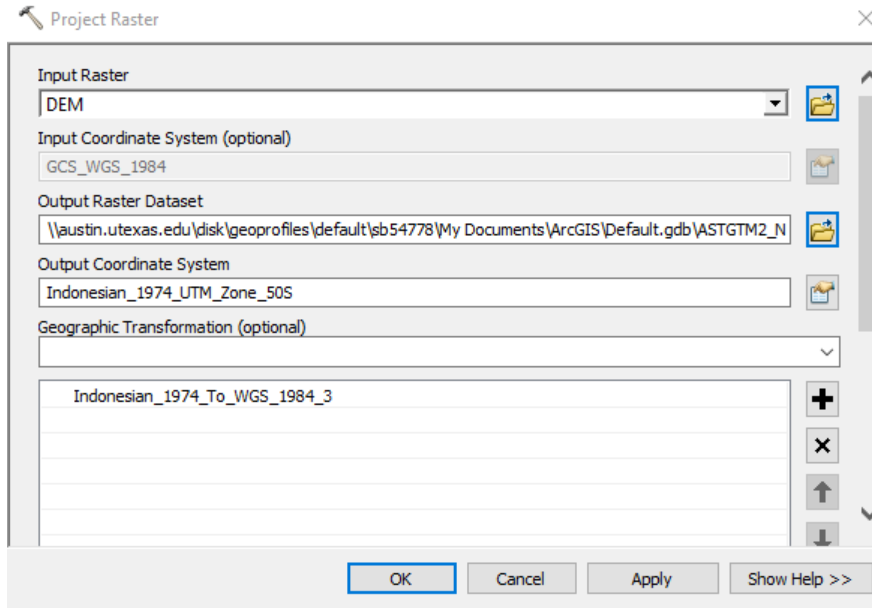 Project Raster
Input Raster
DEM
Input Coordinate System (optional)
GCS_WGS_1984
Output Raster Dataset
\\austin.utexas.edu\disk\geoprofiles\default\sb54778\My Documents\ArcGIS\Default.gdb\ASTGTM2_N
Output Coordinate System
Indonesian_1974_UTM_Zone_50S
Geographic Transformation (optional)
Indonesian_1974_To_WGS_1984_3
OK Cancel Apply Show Help >>